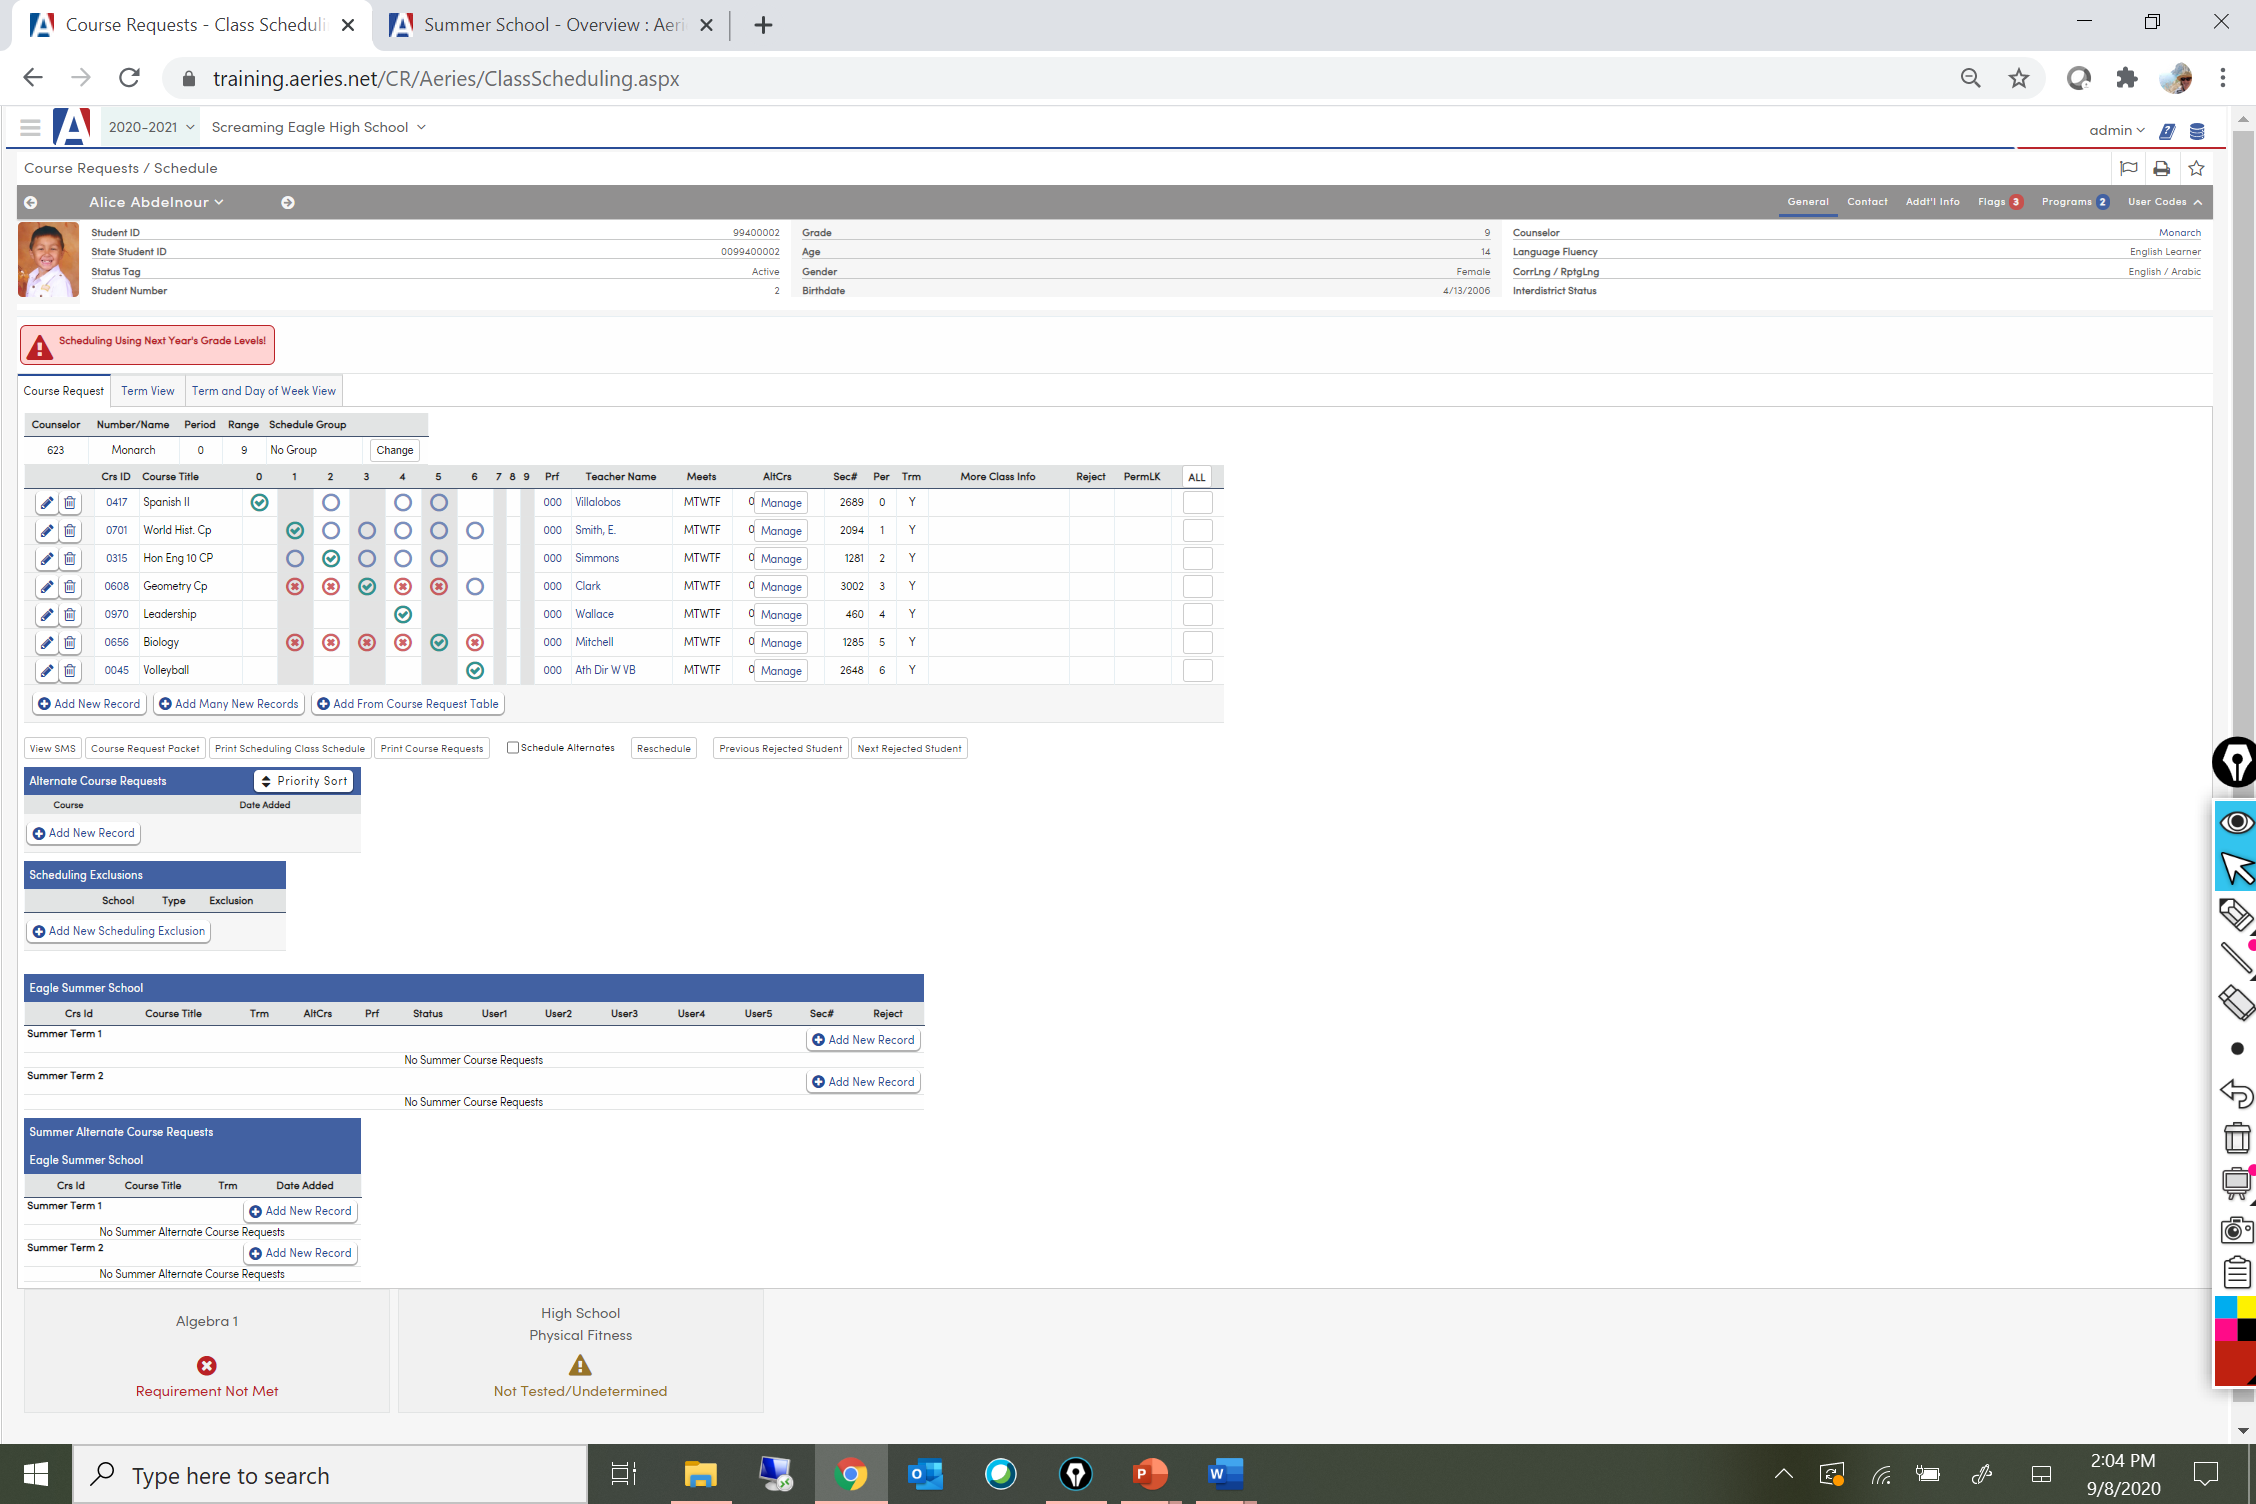 Course Requests - Class Scheduli
Summer School - Overview : Aeri
training.aeries.net/CR/Aeries/ClassScheduling.aspx
2020-2021 Screaming Eagle High School admin
Course Requests / Schedule
Alice Abdelnour General Contact Addt'l Info Flags 3 Programs 2 User Codes
Student ID 99400002 Grade 9 Counselor Monarch
State Student ID 0099400002 Age 14 Language Fluency English Learner
Status Tag Active Gender Female CorrLng / RptgLng English / Arabic
Student Number 2 Birthdate 4/13/2006 Interdistrict Status
Scheduling Using Next Year's Grade Levels!
Course Request Term View Term and Day of Week View
Counselor Number/Name Period Range Schedule Group
623 Monarch 0 9 No Group Change
Crs ID Course Title 0 1 2 3 4 5 6 7 8 9 Prf Teacher Name Meets AltCrs Sec# Per Trm More Class Info Reject PermLK ALL
0417 Spanish II 000 Villalobos MTWTF 0 Manage 2689 0 Y
0701 World Hist. Cp 000 Smith, E. MTWTF 0 Manage 2094 1 Y
0315 Hon Eng 10 CP 000 Simmons MTWTF 0 Manage 1281 2 Y
0608 Geometry Cp 000 Clark MTWTF 0 Manage 3002 3 Y
0970 Leadership 000 Wallace MTWTF 0 Manage 460 4 Y
0656 Biology 000 Mitchell MTWTF 0 Manage 1285 5 Y
0045 Volleyball 000 Ath Dir W VB MTWTF 0 Manage 2648 6 Y
Add New Record Add Many New Records Add From Course Request Table
View SMS Course Request Packet Print Scheduling Class Schedule Print Course Requests Schedule Alternates Reschedule Previous Rejected Student Next Rejected Student
Alternate Course Requests Priority Sort
Course Date Added
Add New Record
Scheduling Exclusions
School Type Exclusion
Add New Scheduling Exclusion
Eagle Summer School
Crs Id Course Title Trm AltCrs Prf Status User1 User2 User3 User4 User5 Sec# Reject
Summer Term 1 Add New Record
No Summer Course Requests
Summer Term 2 Add New Record
No Summer Course Requests
Summer Alternate Course Requests
Eagle Summer School
Crs Id Course Title Trm Date Added
Summer Term 1 Add New Record
No Summer Alternate Course Requests
Summer Term 2 Add New Record
No Summer Alternate Course Requests
Algebra 1
Requirement Not Met
High School
Physical Fitness
Not Tested/Undetermined
Type here to search
2:04 PM
9/8/2020